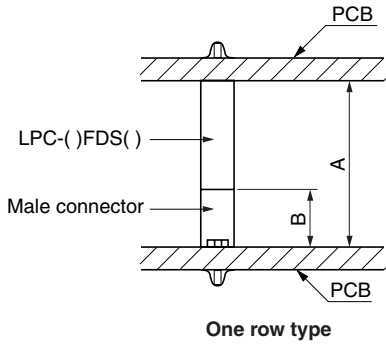 PCB
LPC-( )FDS( )
A
Male connector
B
PCB
One row type